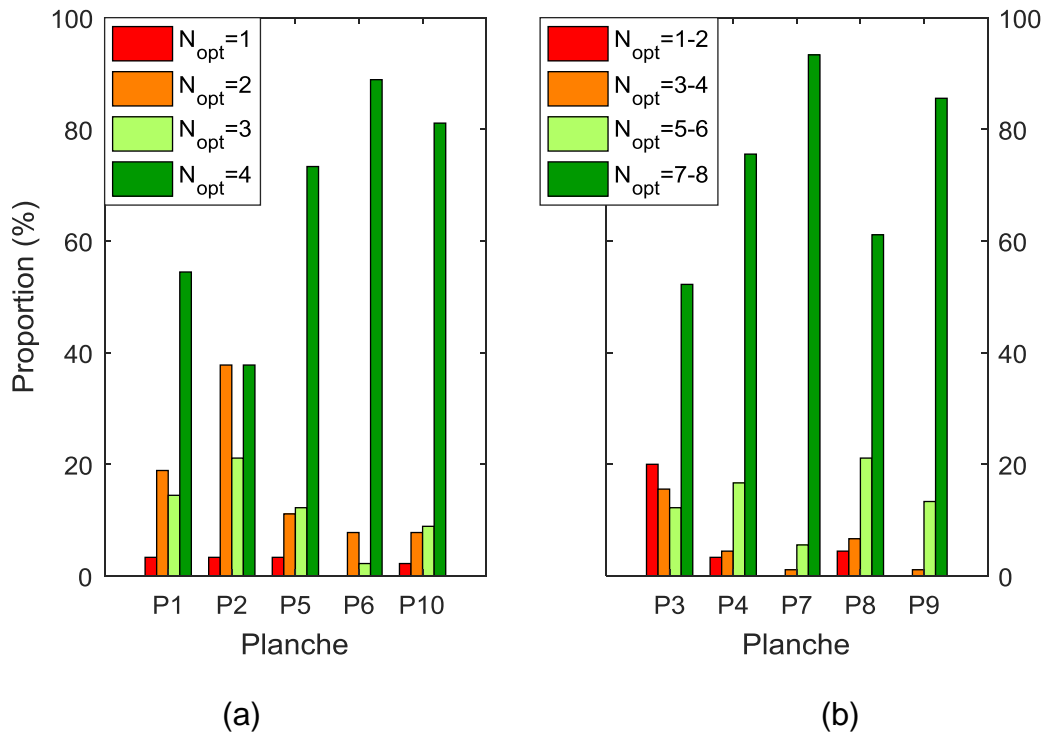 N_opt=1
N_opt=2
N_opt=3
N_opt=4
100
80
60
40
20
0
Proportion (%)
P1 P2 P5 P6 P10
Planche
(a)
N_opt=1-2
N_opt=3-4
N_opt=5-6
N_opt=7-8
100
80
60
40
20
0
P3 P4 P7 P8 P9
Planche
(b)